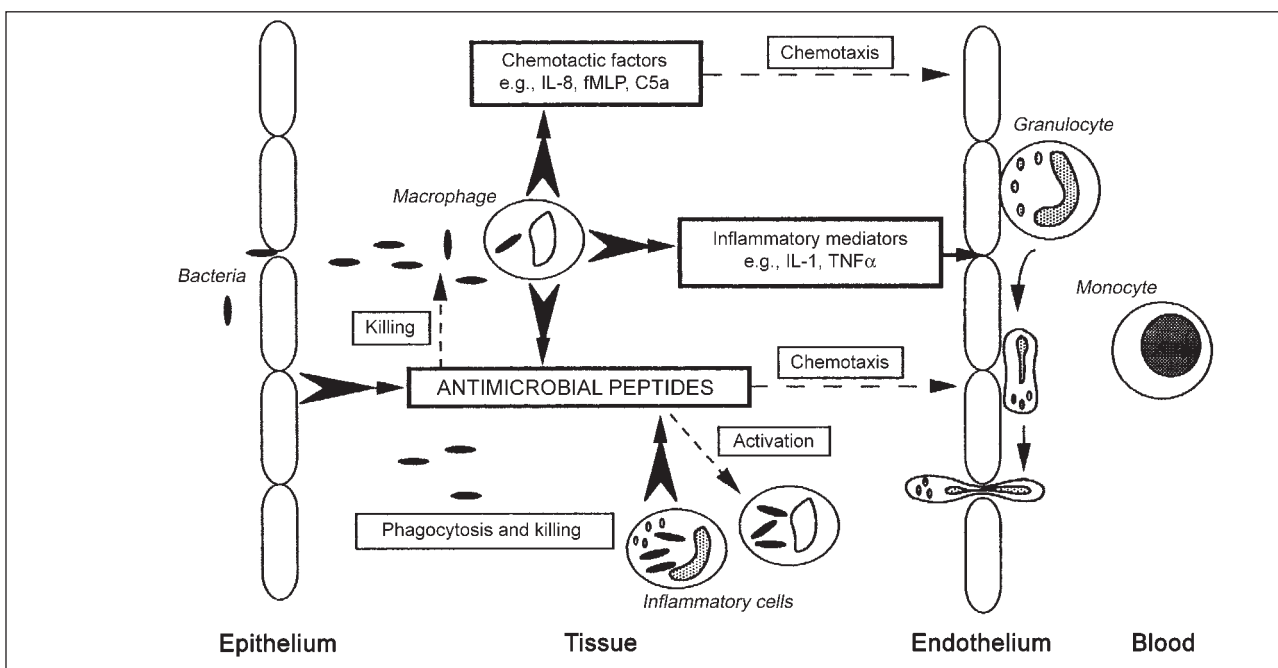 Chemotactic factors
e.g., IL-8, fMLP, C5a
Chemotaxis
Granulocyte
Macrophage
Inflammatory mediators
e.g., IL-1, TNFα
Bacteria
Monocyte
Killing
Chemotaxis
ANTIMICROBIAL PEPTIDES
Activation
Phagocytosis and killing
Inflammatory cells
Epithelium
Tissue
Endothelium
Blood